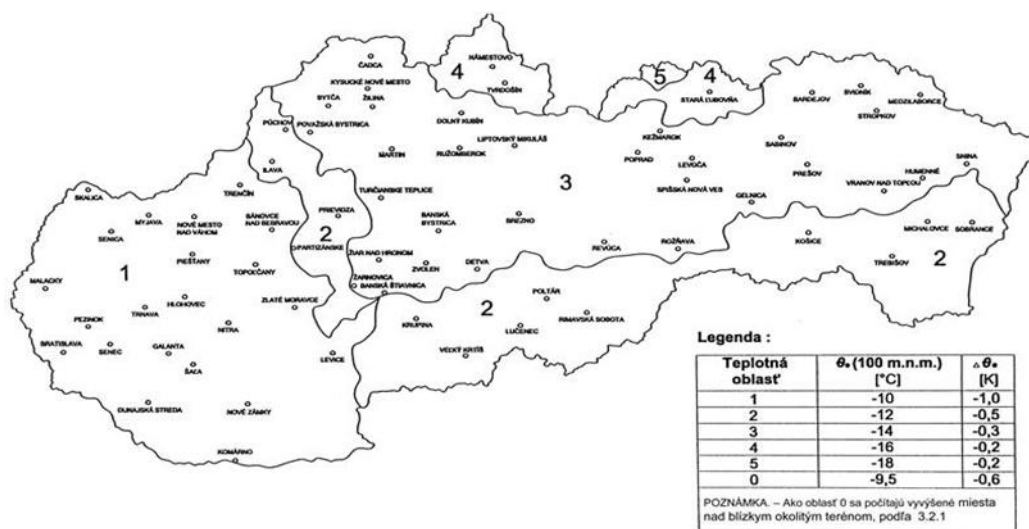 ČADCA
4
NÁMESTOVO
TVRDOŠÍN
5
4
STARÁ ĽUBOVŇA
KYSUCKÉ NOVÉ MESTO
BYTČA
ŽILINA
BARDEJOV
SVIDNÍK
MEDZILABORCE
STROPKOV
PÚCHOV
POVAŽSKÁ BYSTRICA
DOLNÝ KUBÍN
LIPTOVSKÝ MIKULÁŠ
KEŽMAROK
SABINOV
MARTIN
RUŽOMBEROK
POPRAD
LEVOČA
ILAVA
PREŠOV
HUMENNÉ
SNINA
SKALICA
TRENČÍN
TURČIANSKE TEPLICE
3
SPIŠSKÁ NOVÁ VES
GELNICA
VRANOV NAD TOPĽOU
MYJAVA
NOVÉ MESTO
NAD VÁHOM
BÁNOVCE
NAD BEBRAVOU
PRIEVIDZA
BANSKÁ
BYSTRICA
BREZNO
SENICA
2
PARTIZÁNSKE
REVÚCA
ROŽŇAVA
KOŠICE
MICHALOVCE
SOBRANCE
1
PIEŠŤANY
TOPOĽČANY
ŽIAR NAD HRONOM
ZVOLEN
DETVA
TREBIŠOV
2
MALACKY
ŽARNOVICA
BANSKÁ ŠTIAVNICA
HLOHOVEC
ZLATÉ MORAVCE
2
POLTÁR
PEZINOK
TRNAVA
NITRA
KRUPINA
LUČENEC
RIMAVSKÁ SOBOTA
BRATISLAVA
SENEC
GALANTA
ŠAĽA
LEVICE
VEĽKÝ KRTÍŠ
DUNAJSKÁ STREDA
NOVÉ ZÁMKY
KOMÁRNO
Legenda :
Teplotná oblasť θₑ (100 m.n.m.) [°C] △θₑ [K]
1 -10 -1,0
2 -12 -0,5
3 -14 -0,3
4 -16 -0,2
5 -18 -0,2
0 -9,5 -0,6
POZNÁMKA. – Ako oblasť 0 sa počítajú vyvýšené miesta
nad blízkym okolitým terénom, podľa 3.2.1